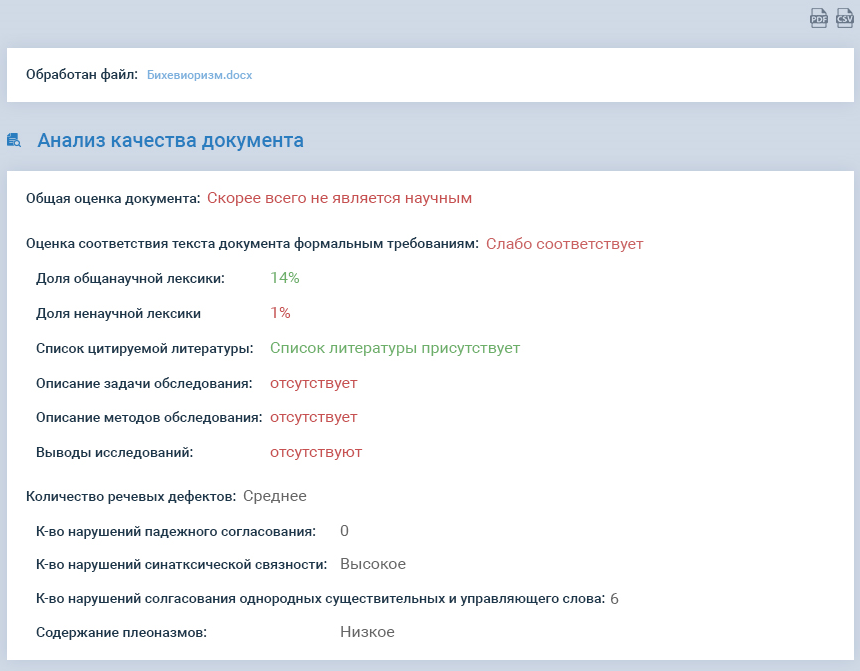 PDF CSV
Обработан файл: Бихевиоризм.docx
Анализ качества документа
Общая оценка документа: Скорее всего не является научным
Оценка соответствия текста документа формальным требованиям: Слабо соответствует
Доля общанаучной лексики: 14%
Доля ненаучной лексики 1%
Список цитируемой литературы: Список литературы присутствует
Описание задачи обследования: отсутствует
Описание методов обследования: отсутствует
Выводы исследований: отсутствуют
Количество речевых дефектов: Среднее
К-во нарушений падежного согласования: 0
К-во нарушений синатксической связности: Высокое
К-во нарушений солгасования однородных существительных и управляющего слова: 6
Содержание плеоназмов: Низкое